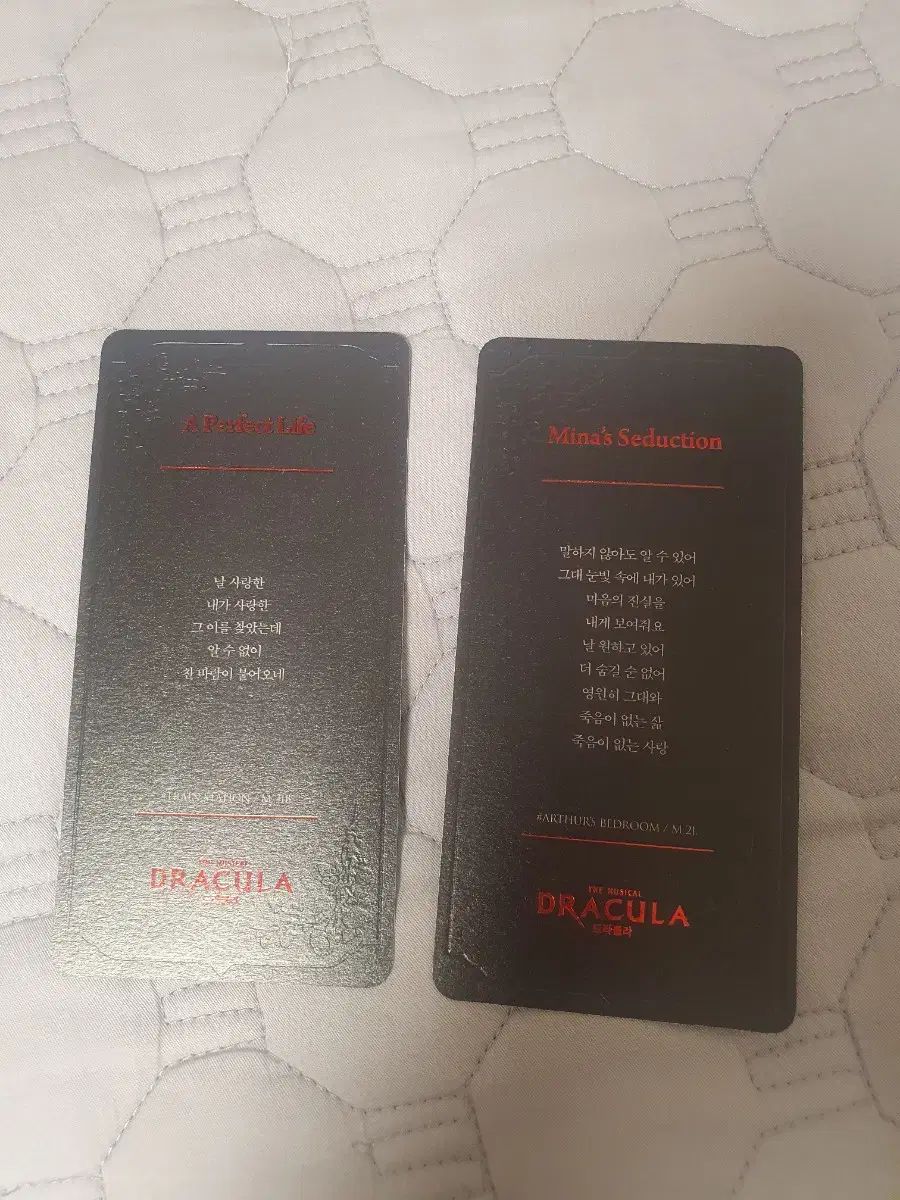 A Perfect Life
날 사랑한
내가 사랑한
그 이를 찾았는데
알 수 없이
찬 바람이 불어오네
STATION / M.
THE MUSICAL
DRACULA
Mina's Seduction
말하지 않아도 알 수 있어
그대 눈빛 속에 내가 있어
마음의 진실을
내게 보여줘요
날 원하고 있어
더 숨길 순 없어
영원히 그대와
죽음이 없는 삶
죽음이 없는 사랑
#ARTHUR'S BEDROOM / M.21.
THE MUSICAL
DRACULA
드라큘라